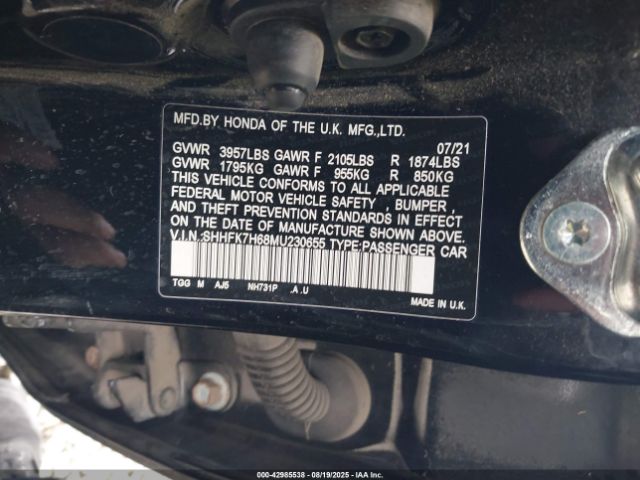 MFD.BY HONDA OF THE U.K. MFG.,LTD.
07/21
GVWR 3957LBS GAWR F 2105LBS R 1874LBS
GVWR 1795KG GAWR F 955KG R 850KG
THIS VEHICLE CONFORMS TO ALL APPLICABLE
FEDERAL MOTOR VEHICLE SAFETY , BUMPER ,
AND THEFT PREVENTION STANDARDS IN EFFECT
ON THE DATE OF MANUFACTURE SHOWN ABOVE.
V.I.N.:SHHFK7H68MU230655 TYPE:PASSENGER CAR
TGG M AJ5 NH731P .A .U MADE IN U.K.
000-42985538 - 08/19/2025 - IAA Inc.